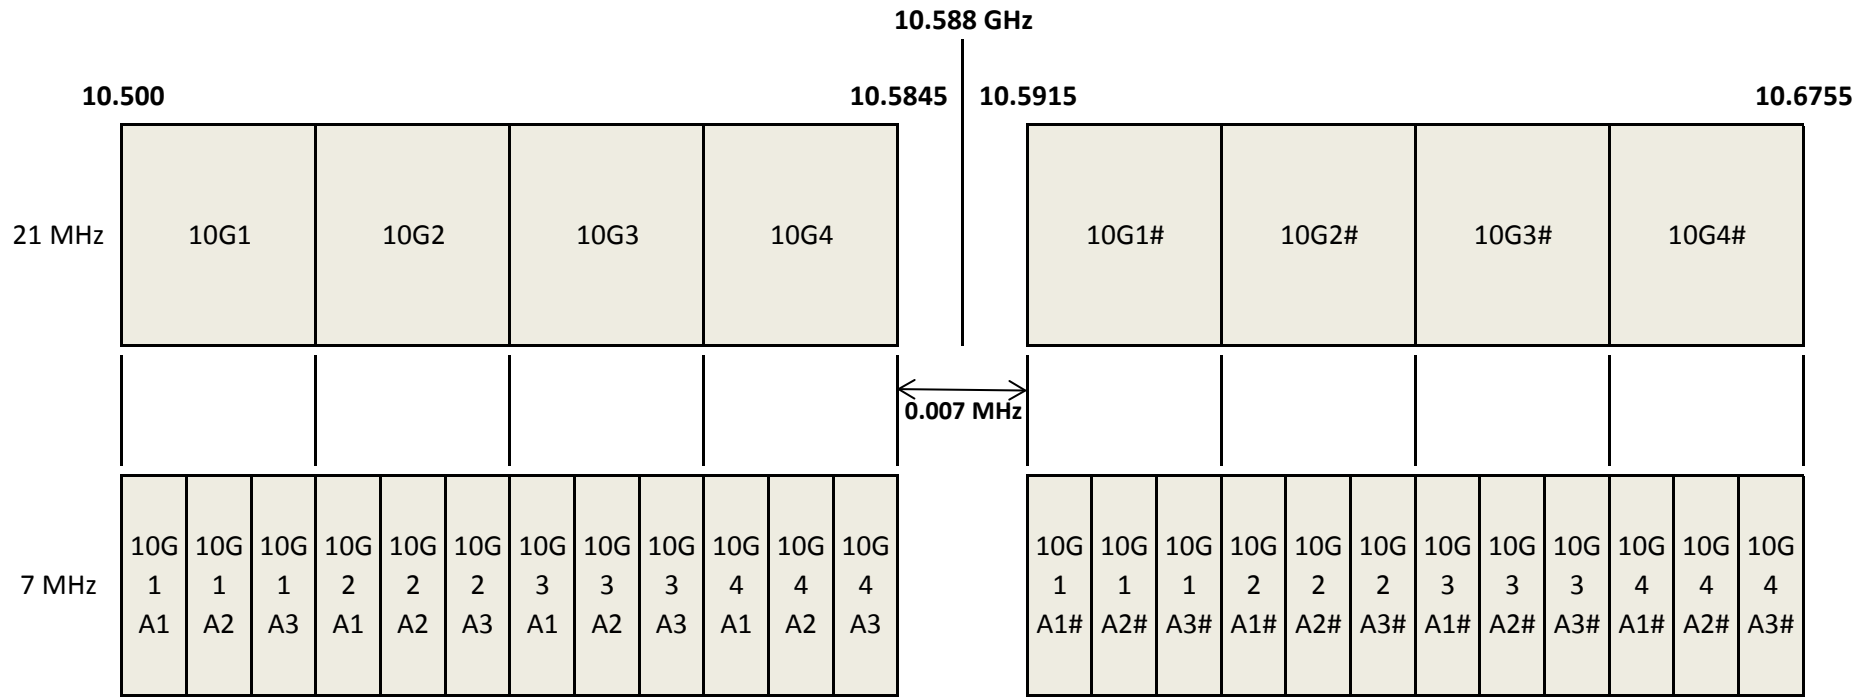 10.588 GHz
10.500 10.5845 10.5915 10.6755
21 MHz 10G1 10G2 10G3 10G4 10G1# 10G2# 10G3# 10G4#
0.007 MHz
10G 10G 10G 10G 10G 10G 10G 10G 10G 10G 10G 10G 10G 10G 10G 10G 10G 10G 10G 10G 10G 10G 10G 10G
7 MHz 1 1 1 2 2 2 3 3 3 4 4 4 1 1 1 2 2 2 3 3 3 4 4 4
A1 A2 A3 A1 A2 A3 A1 A2 A3 A1 A2 A3 A1# A2# A3# A1# A2# A3# A1# A2# A3# A1# A2# A3#